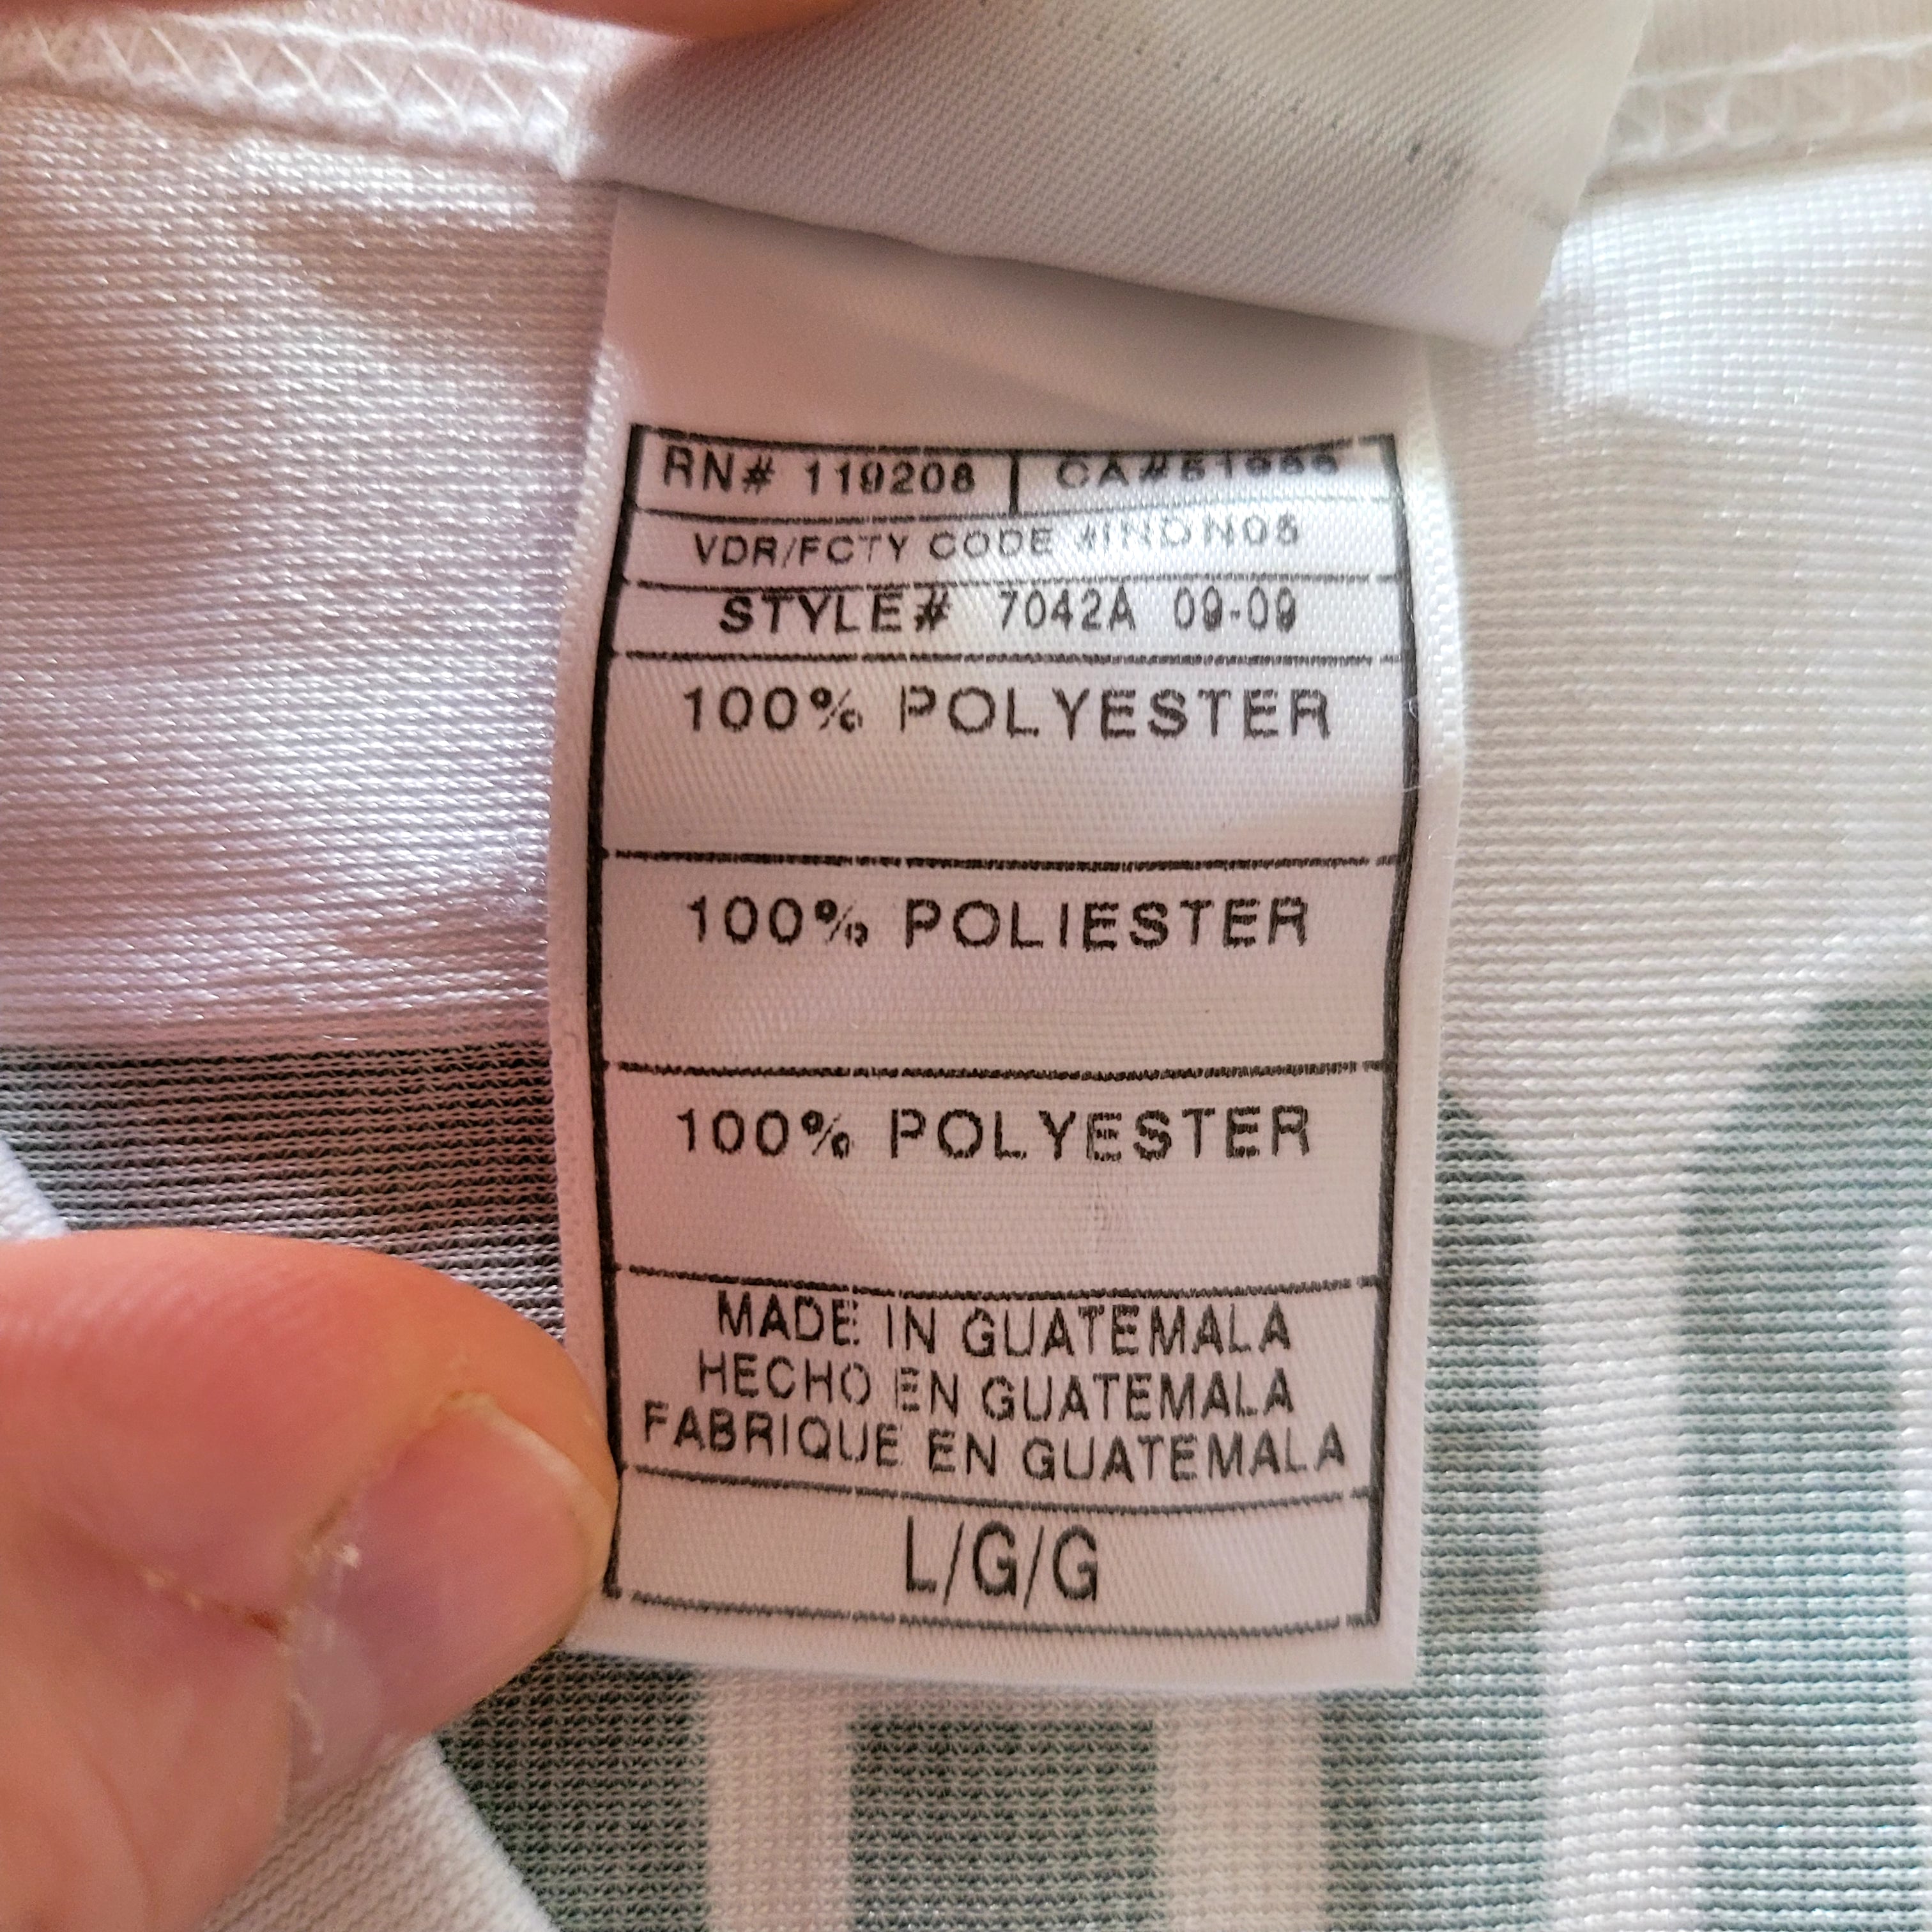 RN# 119208
VDR/FCTY CODE #INDN05
STYLE# 7042A 09-09
100% POLYESTER
100% POLIESTER
100% POLYESTER
MADE IN GUATEMALA
HECHO EN GUATEMALA
FABRIQUE EN GUATEMALA
L/G/G